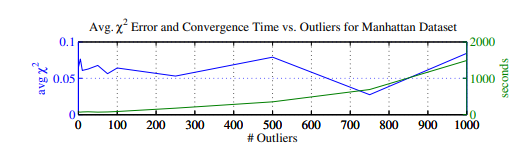 Avg. χ² Error and Convergence Time vs. Outliers for Manhattan Dataset
0.1
0.05
0
avg χ²
2000
1000
0
seconds
0 100 200 300 400 500 600 700 800 900 1000
# Outliers